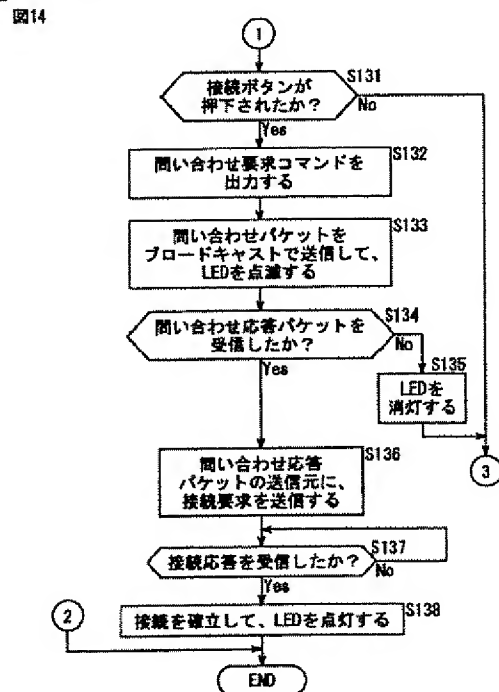 図14
1
接続ボタンが
押下されたか？
S131
No
Yes
問い合わせ要求コマンドを
出力する
S132
問い合わせパケットを
ブロードキャストで送信して、
LEDを点滅する
S133
問い合わせ応答パケットを
受信したか？
S134
No
Yes
LEDを
消灯する
S135
3
問い合わせ応答
パケットの送信元に、
接続要求を送信する
S136
接続応答を受信したか？
S137
No
Yes
接続を確立して、LEDを点灯する
S138
2
END